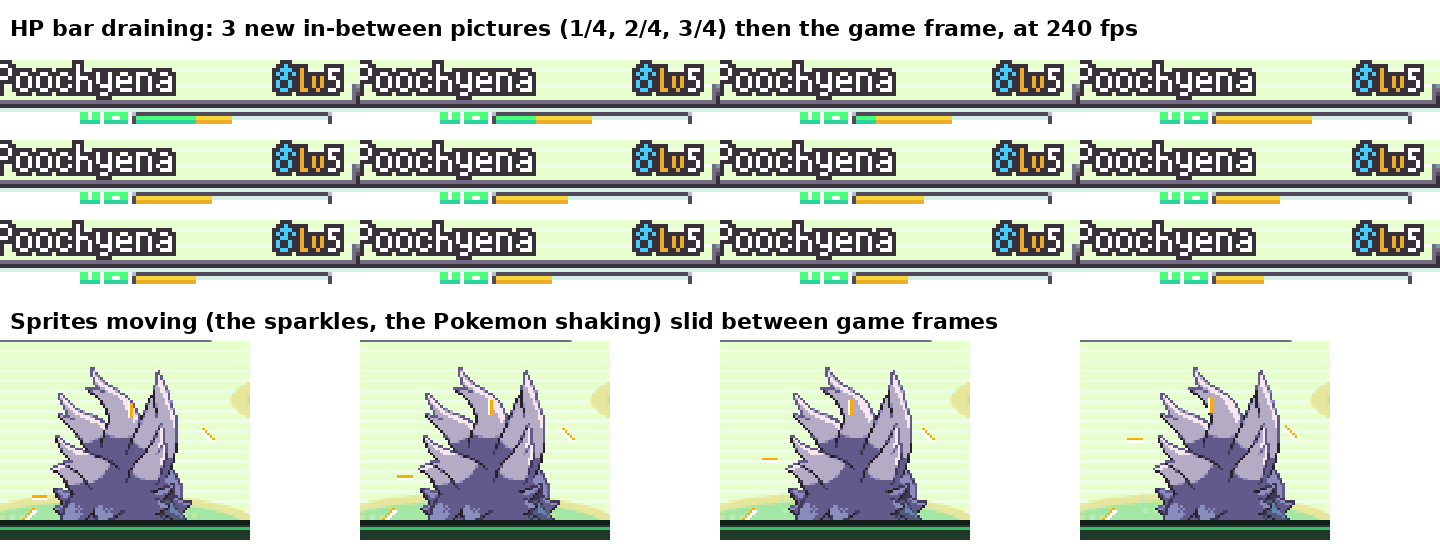 HP bar draining: 3 new in-between pictures (1/4, 2/4, 3/4) then the game frame, at 240 fps
Poochyena ♂Lv5 Poochyena ♂Lv5 Poochyena ♂Lv5 Poochyena ♂Lv5
Poochyena ♂Lv5 Poochyena ♂Lv5 Poochyena ♂Lv5 Poochyena ♂Lv5
Poochyena ♂Lv5 Poochyena ♂Lv5 Poochyena ♂Lv5 Poochyena ♂Lv5
Sprites moving (the sparkles, the Pokemon shaking) slid between game frames